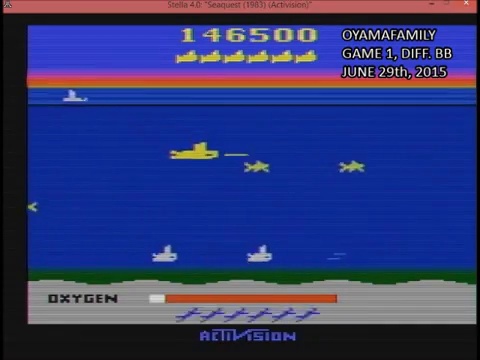 Stella 4.0: "Seaquest (1983) (Activision)"
146500
OYAMAFAMILY
GAME 1, DIFF. BB
JUNE 29th, 2015
OXYGEN
ACTIVISION